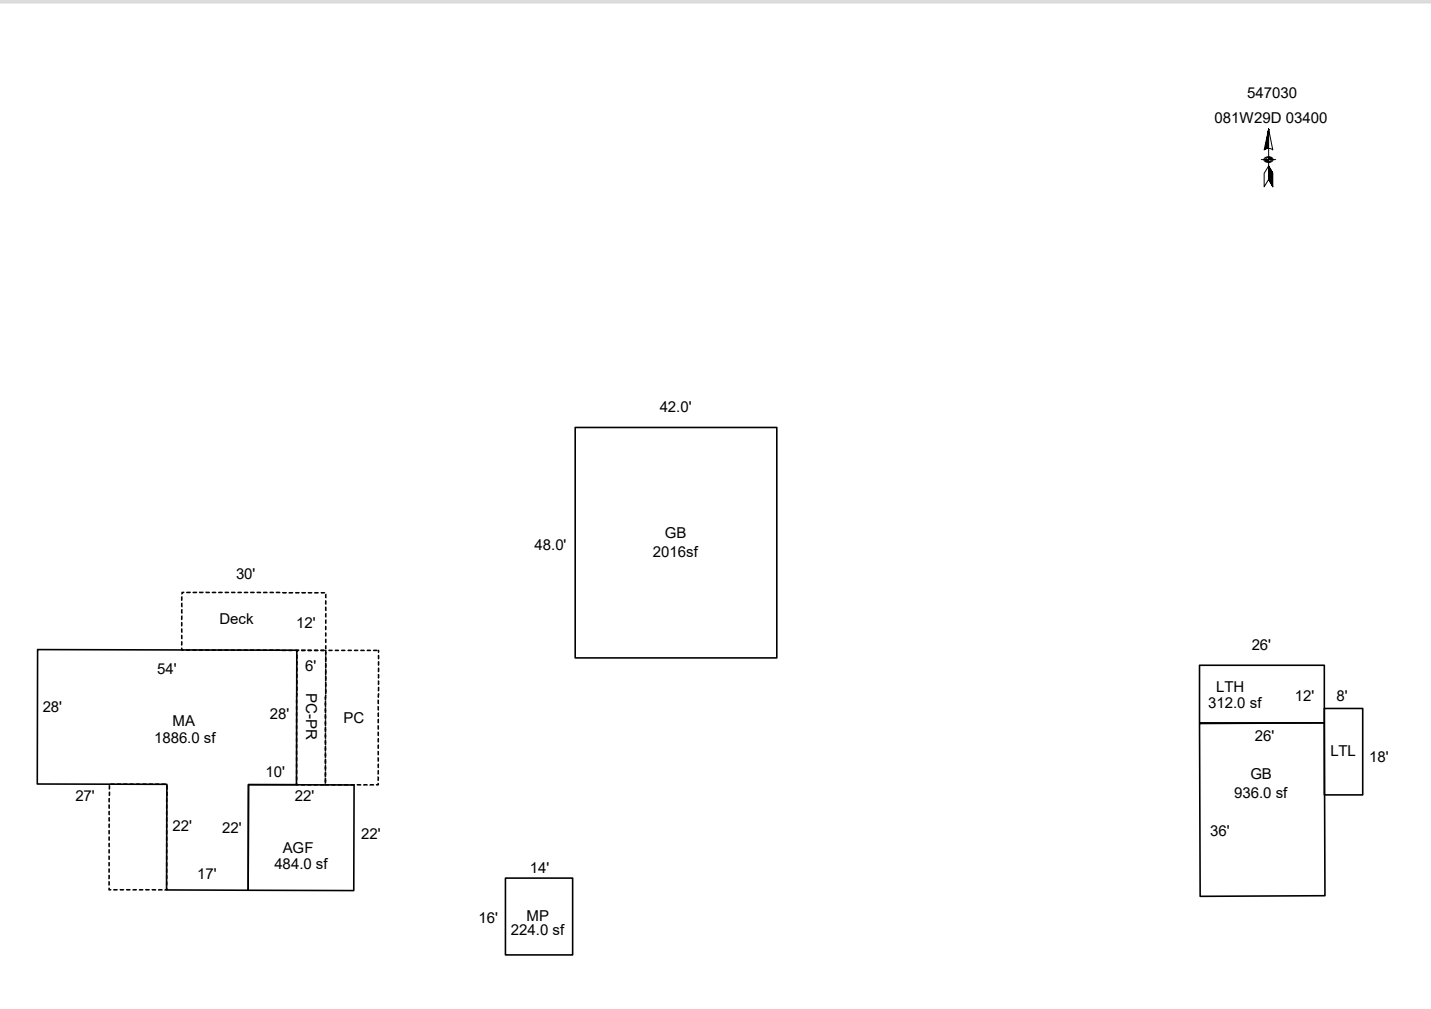 547030
081W29D 03400
42.0'
48.0'
GB
2016sf
30'
Deck
12'
54'
6'
28'
MA
1886.0 sf
28'
PC-PR
PC
10'
27'
22'
22'
22'
22'
AGF
484.0 sf
17'
14'
16'
MP
224.0 sf
26'
LTH
312.0 sf
12'
8'
26'
LTL
18'
GB
936.0 sf
36'